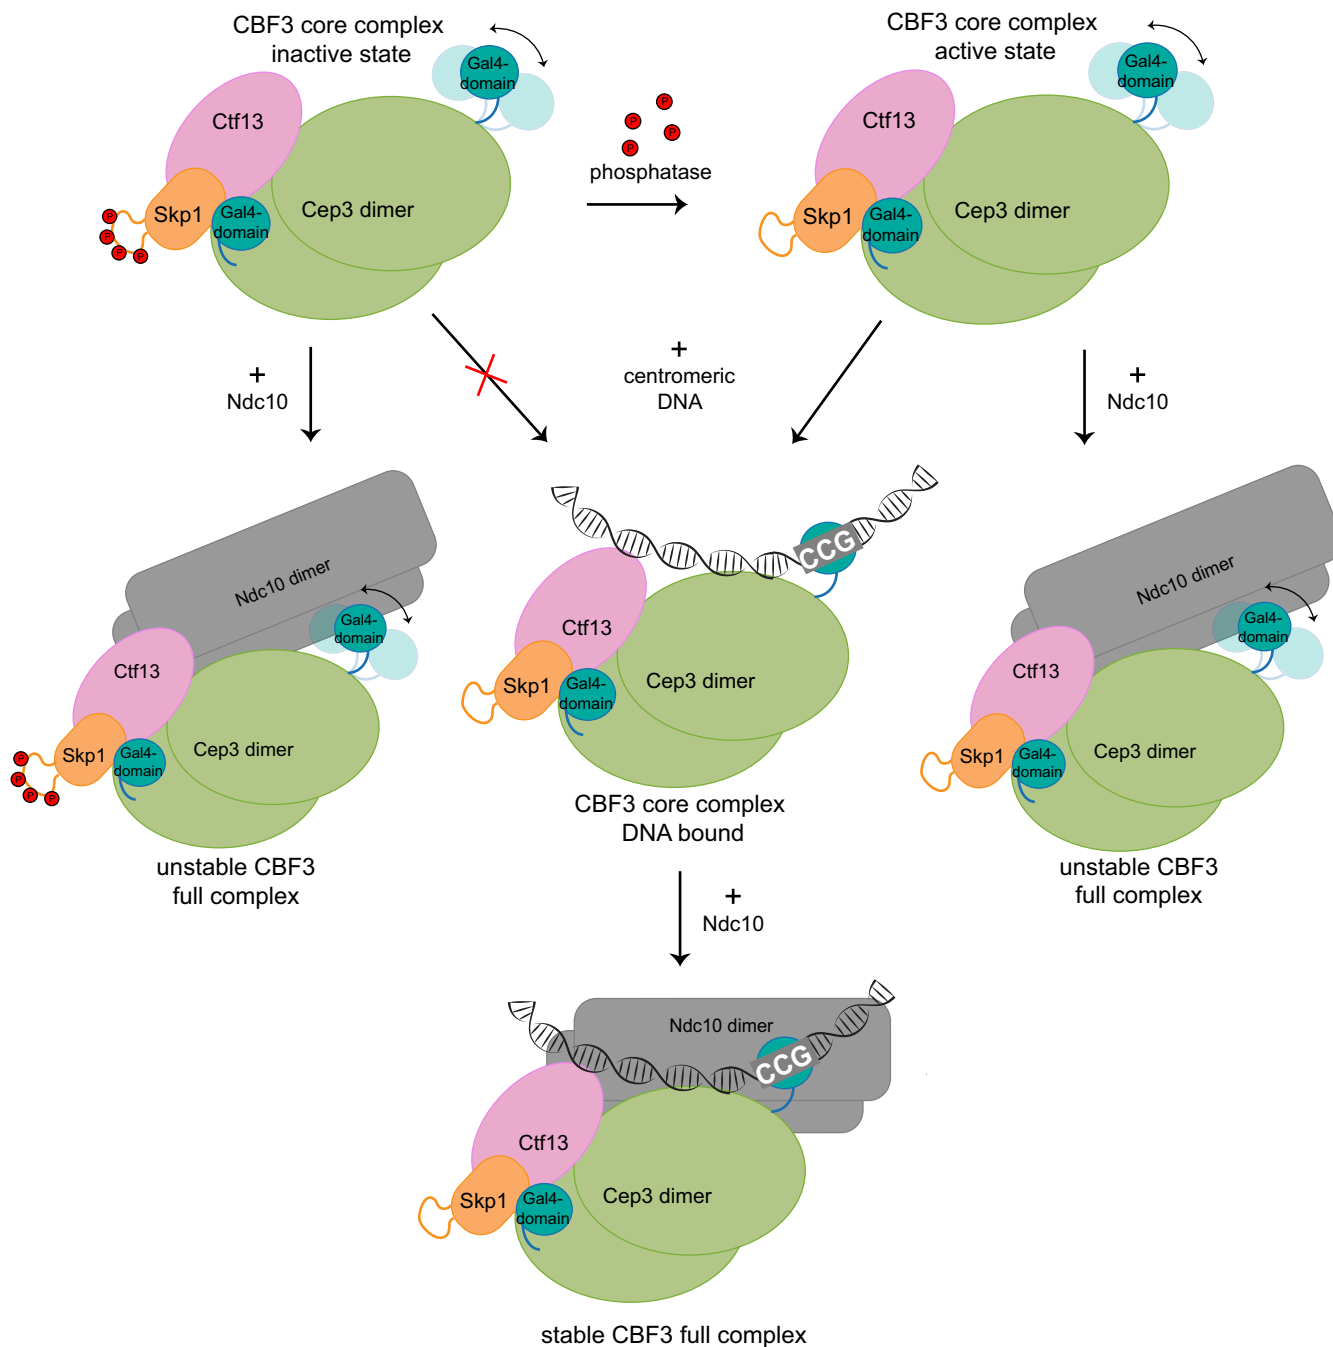 CBF3 core complex
inactive state
Gal4-
domain
Ctf13
Skp1
Gal4-
domain
Cep3 dimer
P
P
P
P
P
P
P
P
phosphatase
CBF3 core complex
active state
Gal4-
domain
Ctf13
Skp1
Gal4-
domain
Cep3 dimer
+
Ndc10
+
centromeric
DNA
+
Ndc10
Ndc10 dimer
Gal4-
domain
Ctf13
Skp1
Gal4-
domain
Cep3 dimer
P
P
P
P
unstable CBF3
full complex
CCG
Ctf13
Skp1
Gal4-
domain
Cep3 dimer
CBF3 core complex
DNA bound
Ndc10 dimer
Gal4-
domain
Ctf13
Skp1
Gal4-
domain
Cep3 dimer
unstable CBF3
full complex
+
Ndc10
Ndc10 dimer
CCG
Ctf13
Skp1
Gal4-
domain
Cep3 dimer
stable CBF3 full complex